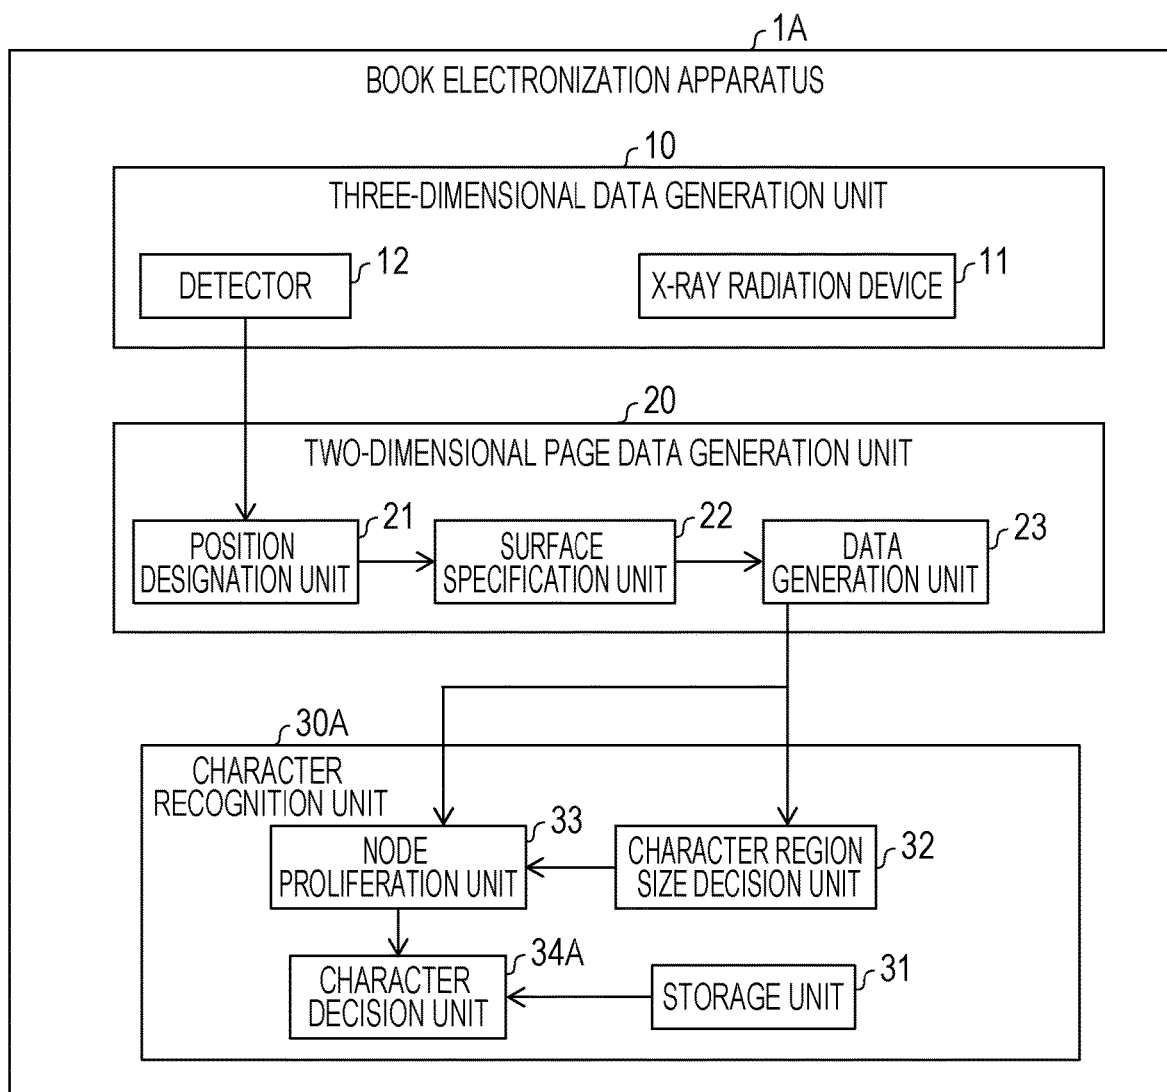 1A
BOOK ELECTRONIZATION APPARATUS
10
THREE-DIMENSIONAL DATA GENERATION UNIT
DETECTOR
12
X-RAY RADIATION DEVICE
11
20
TWO-DIMENSIONAL PAGE DATA GENERATION UNIT
POSITION
DESIGNATION UNIT
21
SURFACE
SPECIFICATION UNIT
22
DATA
GENERATION UNIT
23
30A
CHARACTER
RECOGNITION UNIT
NODE
PROLIFERATION UNIT
33
CHARACTER REGION
SIZE DECISION UNIT
32
CHARACTER
DECISION UNIT
34A
STORAGE UNIT
31